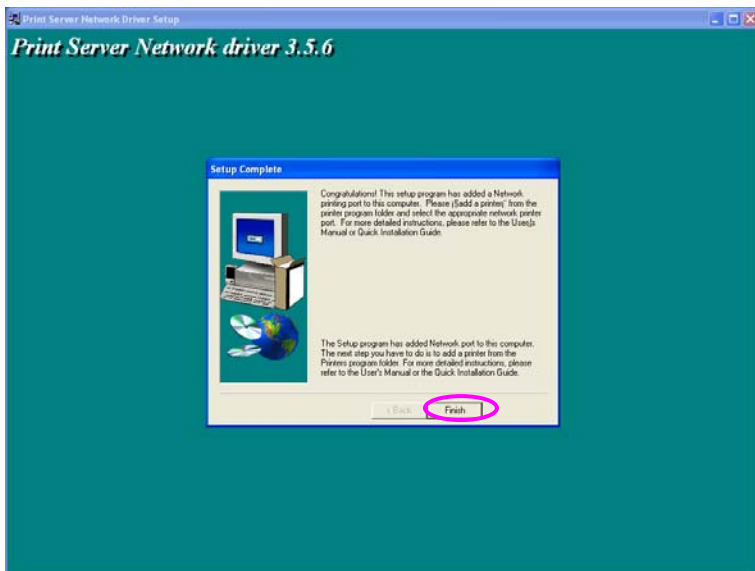 Print Server Network Driver Setup
Print Server Network driver 3.5.6
Setup Complete
Congratulations! This setup program has added a Network
printing port to this computer. Please ¡§add a printer¡¨ from the
printer program folder and select the appropriate network printer
port. For more detailed instructions, please refer to the User¡¦s
Manual or Quick Installation Guide.
The Setup program has added Network port to this computer.
The next step you have to do is to add a printer from the
Printers program folder. For more detailed instructions, please
refer to the User's Manual or the Quick Installation Guide.
< Back
Finish